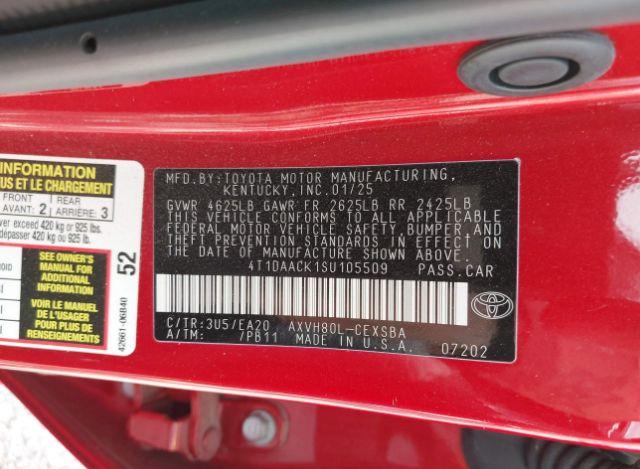 INFORMATION
US ET LE CHARGEMENT
FRONT
AVANT: 2
REAR
ARRIÈRE: 3
ver exceed 420 kg or 925 lbs.
dépasser 420 kg ou 925 lb.
SEE OWNER'S
MANUAL FOR
ADDITIONAL
INFORMATION
VOIR LE MANUEL
DE L'USAGER
POUR PLUS DE
RENSEIGNEMENTS
52
42661-06840
MFD.BY:TOYOTA MOTOR MANUFACTURING,
KENTUCKY,INC.01/25
GVWR 4625LB GAWR FR 2625LB RR 2425LB
THIS VEHICLE CONFORMS TO ALL APPLICABLE
FEDERAL MOTOR VEHICLE SAFETY,BUMPER,AND
THEFT PREVENTION STANDARDS IN EFFECT ON
THE DATE OF MANUFACTURE SHOWN ABOVE.
4T1DAACK1SU105509 PASS.CAR
C/TR:3U5/EA20 AXVH80L-CEXSBA
A/TM: /PB11 MADE IN U.S.A. 07202